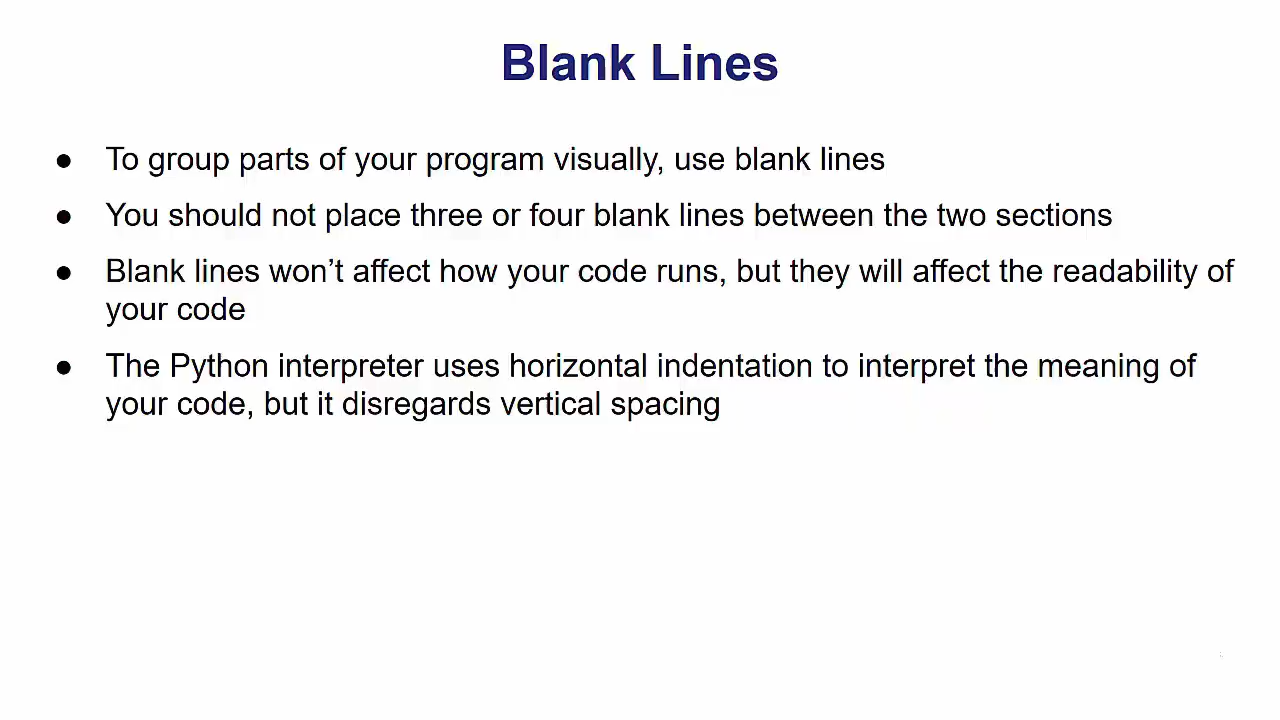 Blank Lines
● To group parts of your program visually, use blank lines
● You should not place three or four blank lines between the two sections
● Blank lines won’t affect how your code runs, but they will affect the readability of
your code
● The Python interpreter uses horizontal indentation to interpret the meaning of
your code, but it disregards vertical spacing